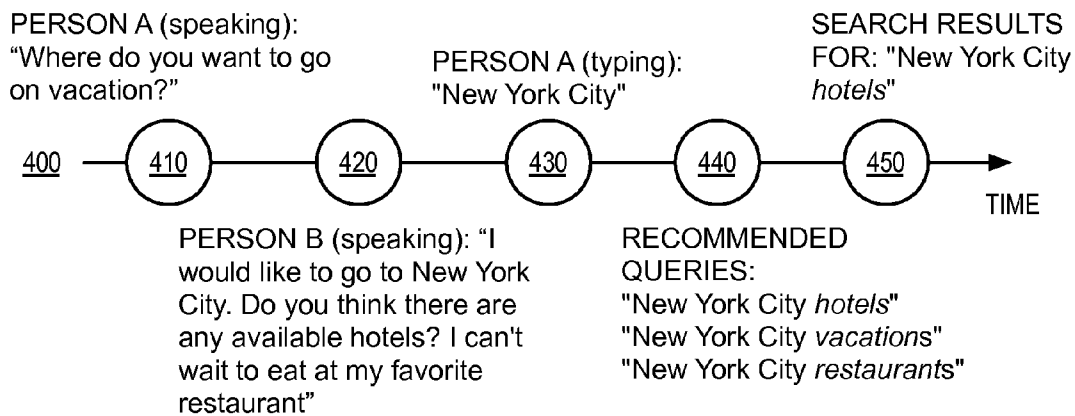 PERSON A (speaking):
“Where do you want to go
on vacation?”
PERSON A (typing):
"New York City"
SEARCH RESULTS
FOR: "New York City
hotels"
400
410
420
430
440
450
TIME
PERSON B (speaking): “I
would like to go to New York
City. Do you think there are
any available hotels? I can't
wait to eat at my favorite
restaurant”
RECOMMENDED
QUERIES:
"New York City hotels"
"New York City vacations"
"New York City restaurants"